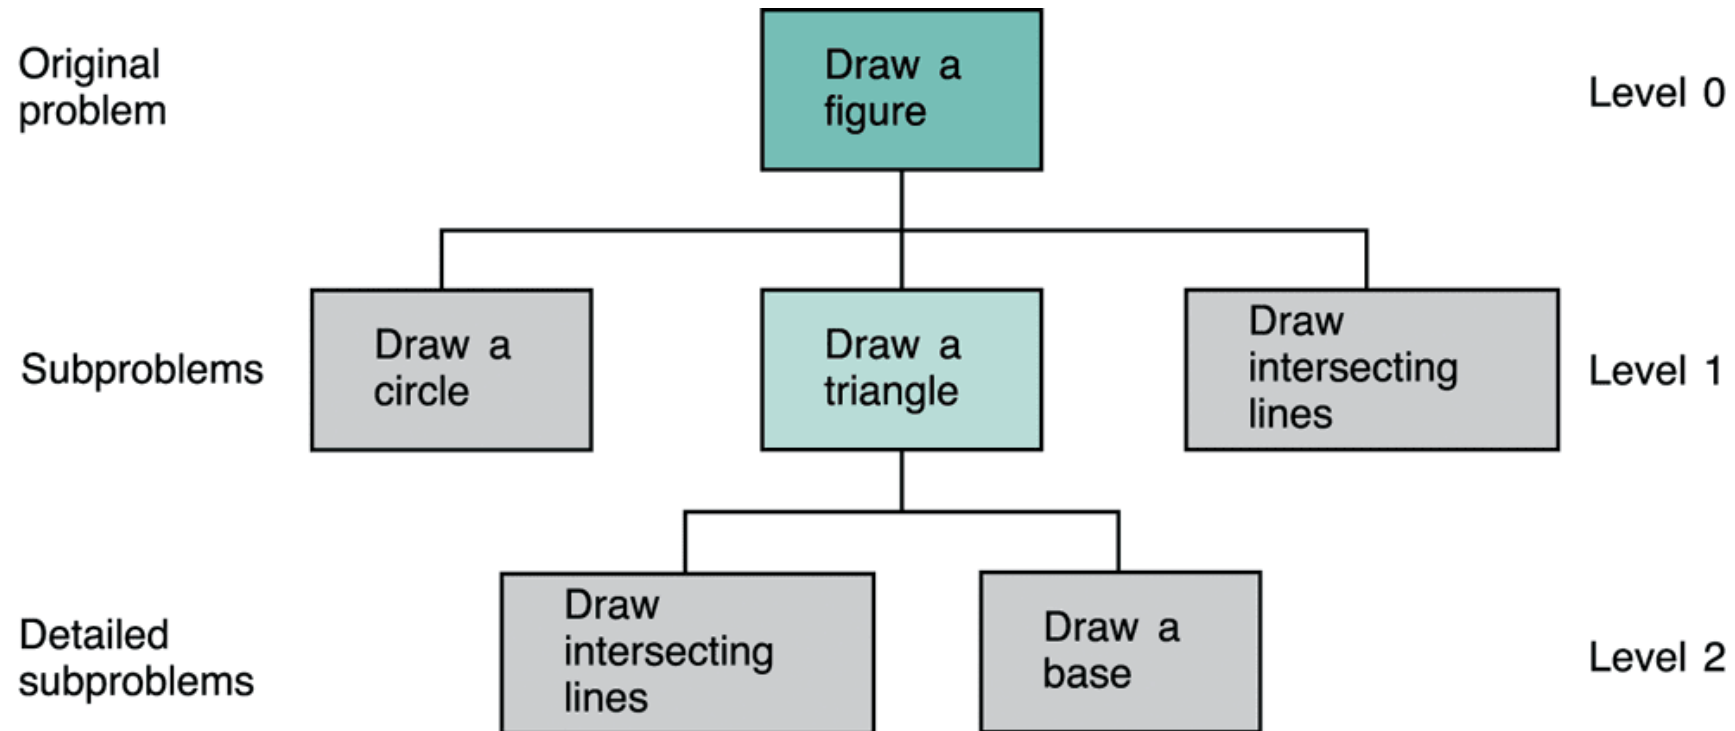 Original
problem
Draw a
figure
Level 0
Subproblems
Draw a
circle
Draw a
triangle
Draw
intersecting
lines
Level 1
Detailed
subproblems
Draw
intersecting
lines
Draw a
base
Level 2